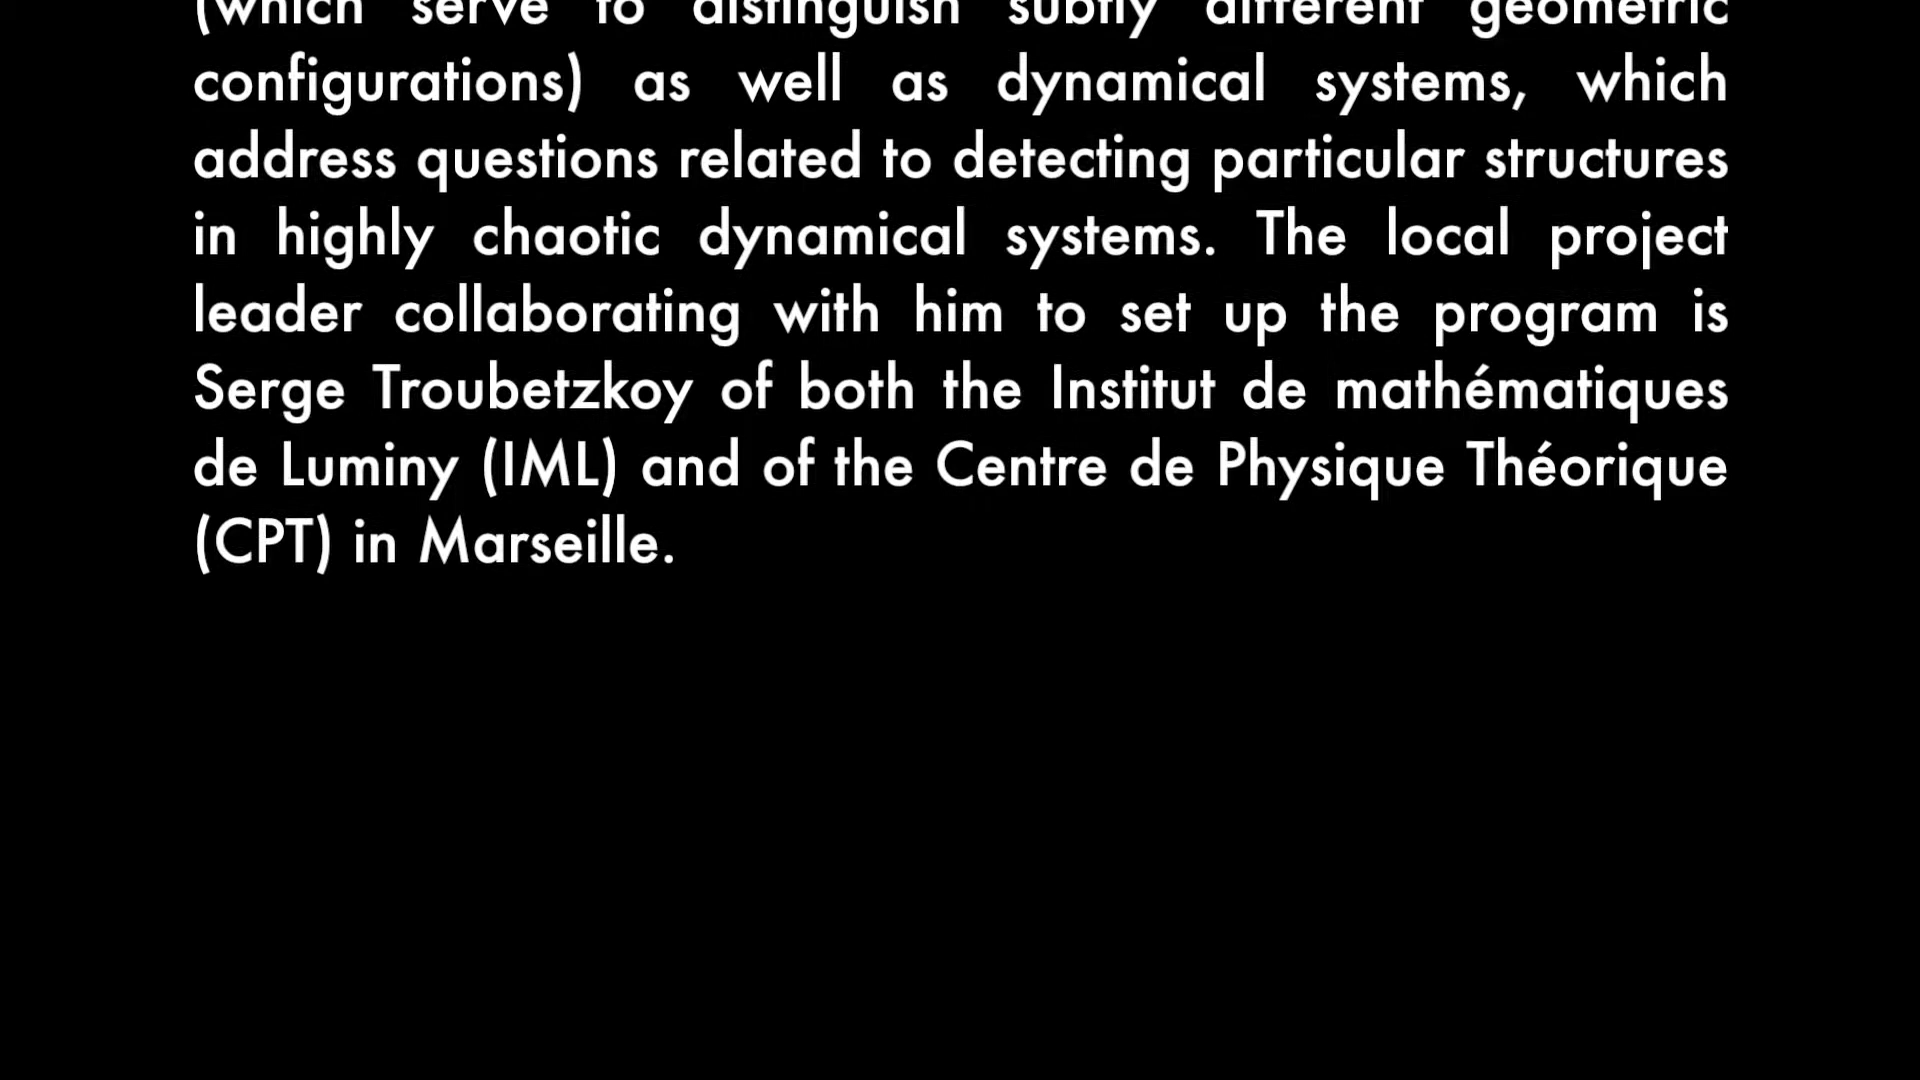 (which serve to distinguish subtly different geometric
configurations) as well as dynamical systems, which
address questions related to detecting particular structures
in highly chaotic dynamical systems. The local project
leader collaborating with him to set up the program is
Serge Troubetzkoy of both the Institut de mathématiques
de Luminy (IML) and of the Centre de Physique Théorique
(CPT) in Marseille.